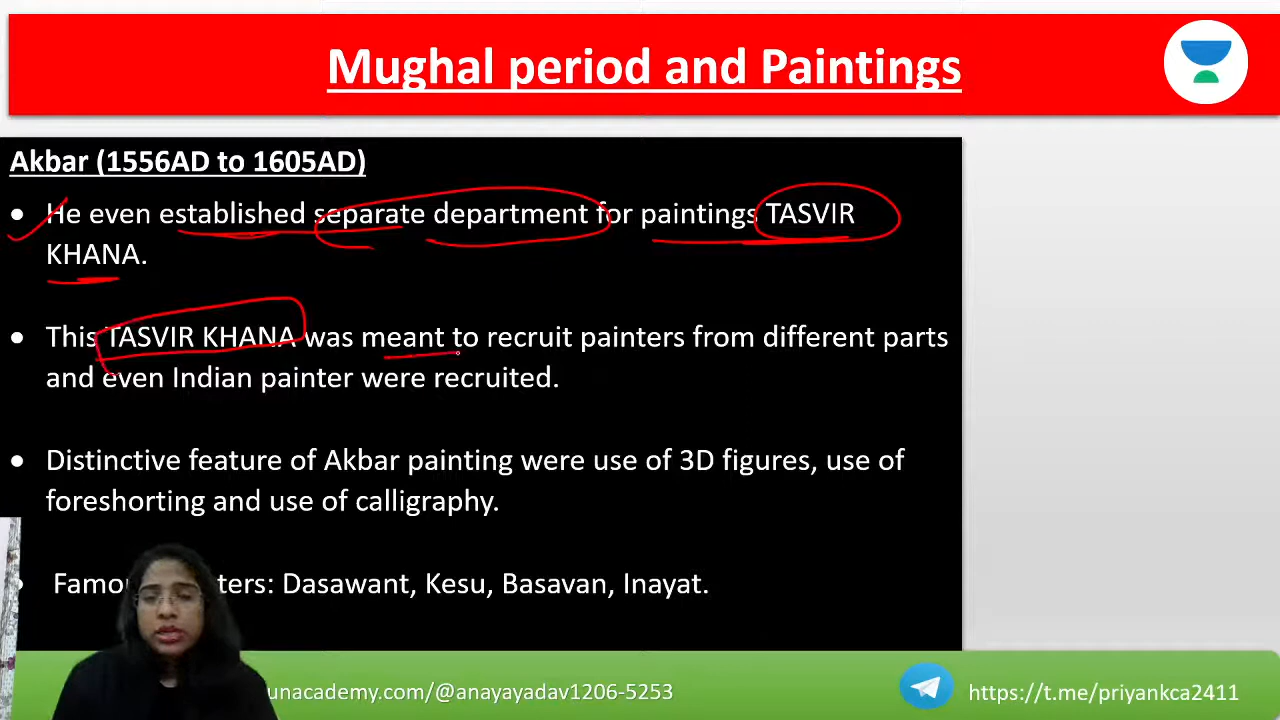 Mughal period and Paintings
Akbar (1556AD to 1605AD)
• He even established separate department for paintings TASVIR
KHANA.
• This TASVIR KHANA was meant to recruit painters from different parts
and even Indian painter were recruited.
• Distinctive feature of Akbar painting were use of 3D figures, use of
foreshorting and use of calligraphy.
Dasawant, Kesu, Basavan, Inayat.
unacademy.com/@anayayadav1206-5253
https://t.me/priyankca2411